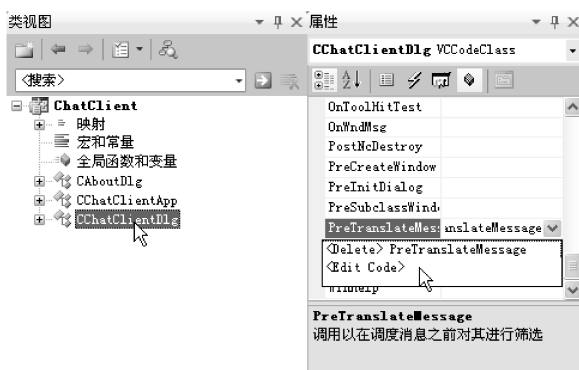 类视图
<搜索>
ChatClient
映射
宏和常量
全局函数和变量
CAboutDlg
CChatClientApp
CChatClientDlg
属性
CChatClientDlg VCCodeClass
OnToolHitTest
OnWndMsg
PostNcDestroy
PreCreateWindow
PreInitDialog
PreSubclassWind
PreTranslateMes anslateMessage
<Delete> PreTranslateMessage
<Edit Code>
WinHelp
PreTranslateMessage
调用以在调度消息之前对其进行筛选